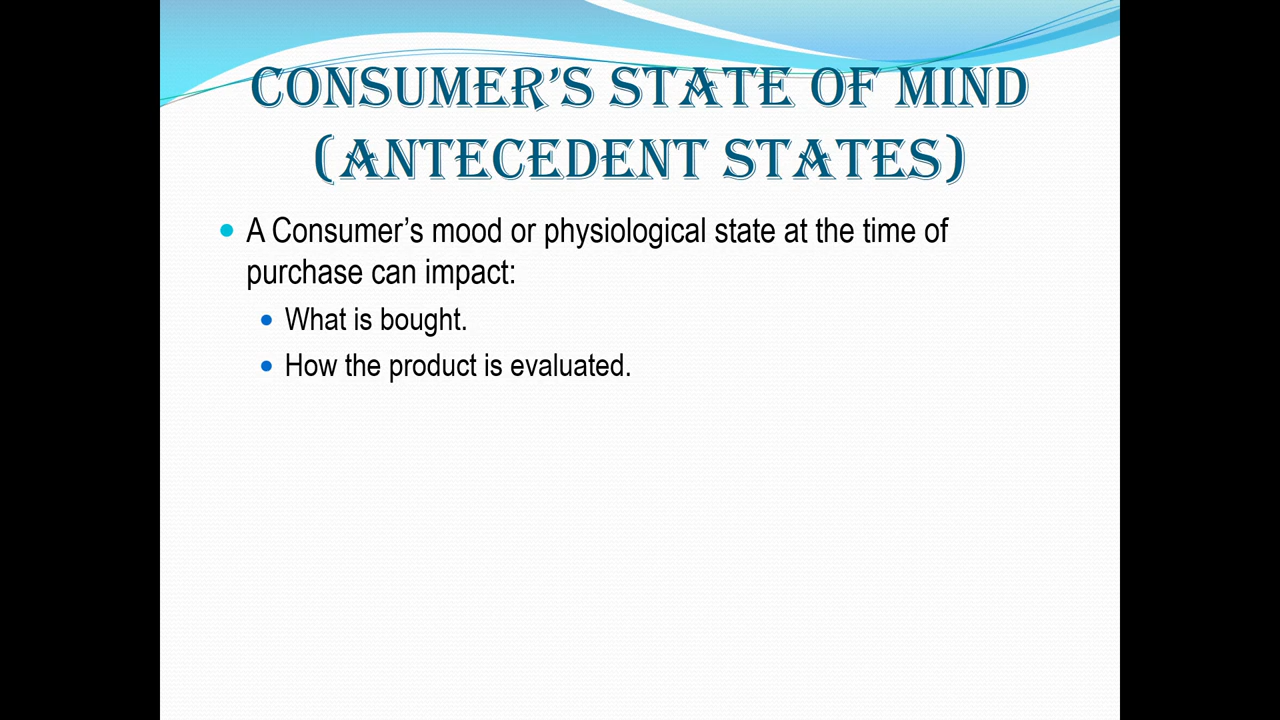 CONSUMER’S STATE OF MIND
(ANTECEDENT STATES)
A Consumer’s mood or physiological state at the time of
purchase can impact:
What is bought.
How the product is evaluated.